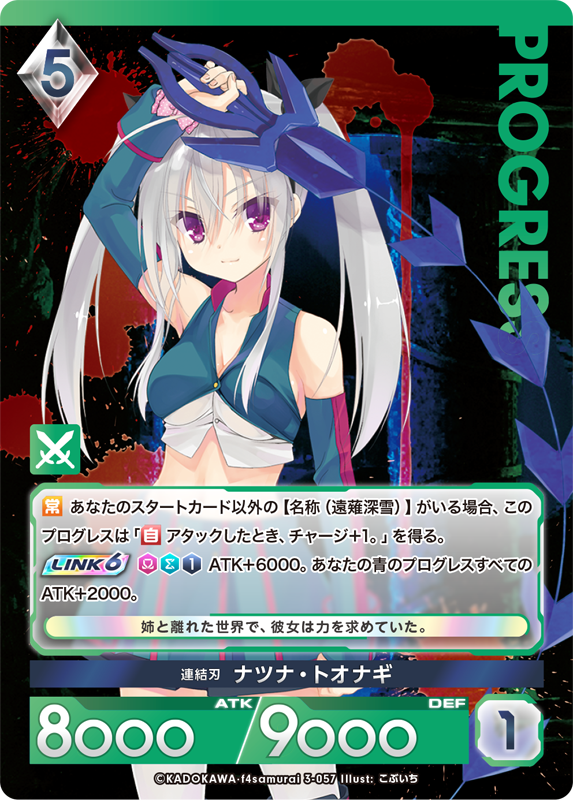 5
PROGRESS
常 あなたのスタートカード以外の【名称（遠薙深雪）】がいる場合、この
プログレスは「自 アタックしたとき、チャージ+1。」を得る。
LINK 6 Ω Σ 1 ATK+6000。あなたの青のプログレスすべての
ATK+2000。
姉と離れた世界で、彼女は力を求めていた。
連結刃 ナツナ・トオナギ
ATK DEF
8000 9000 1
©KADOKAWA・f4samurai 3-057 Illust: こぶいち